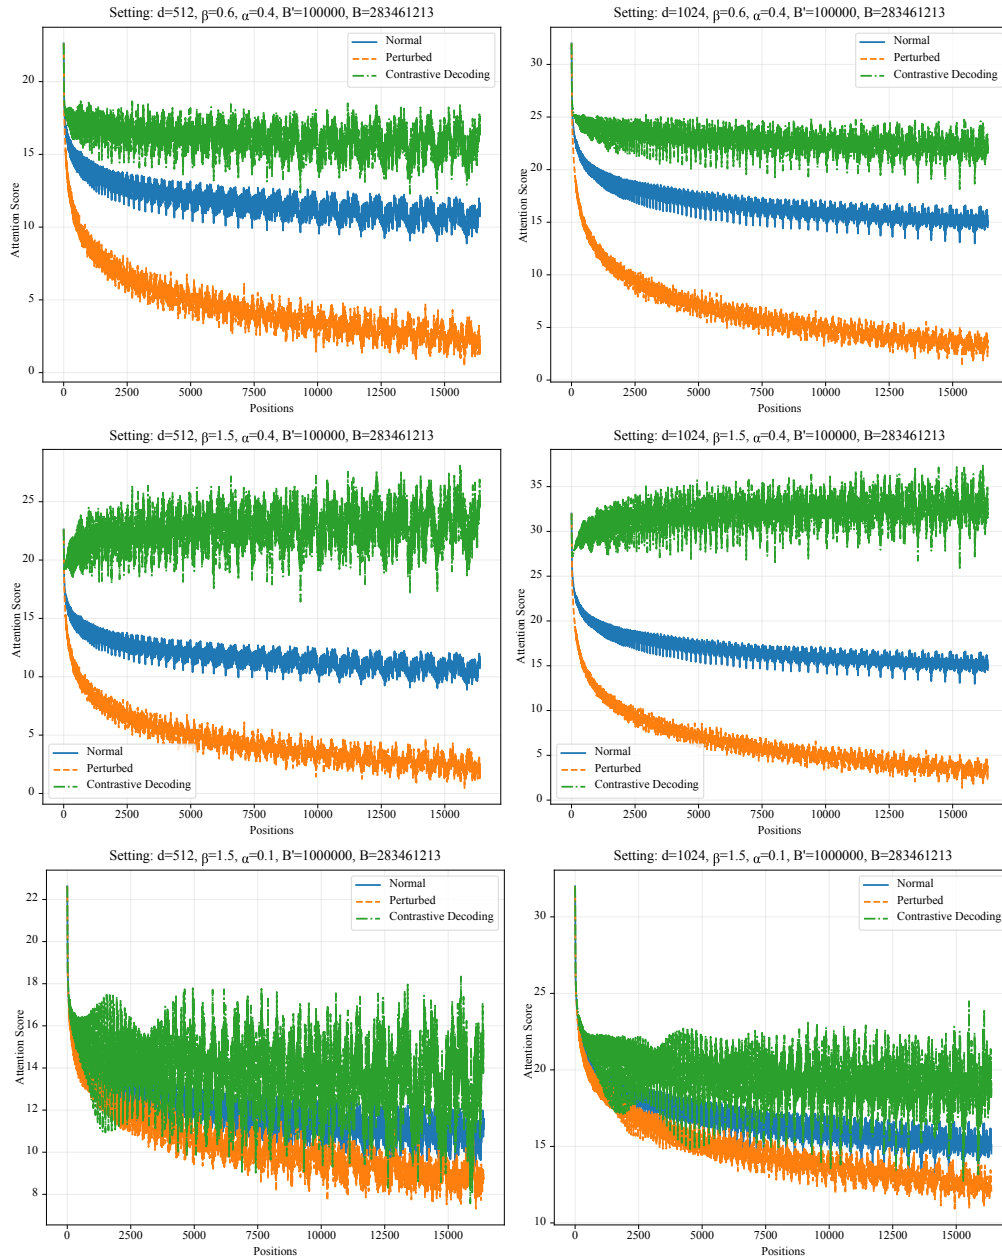 Setting: d=512, β=0.6, α=0.4, B'=100000, B=283461213
Normal
Perturbed
Contrastive Decoding
Attention Score
20
15
10
5
0
0 2500 5000 7500 10000 12500 15000
Positions
Setting: d=1024, β=0.6, α=0.4, B'=100000, B=283461213
Normal
Perturbed
Contrastive Decoding
Attention Score
30
25
20
15
10
5
0
0 2500 5000 7500 10000 12500 15000
Positions
Setting: d=512, β=1.5, α=0.4, B'=100000, B=283461213
Attention Score
25
20
15
10
5
0
Normal
Perturbed
Contrastive Decoding
0 2500 5000 7500 10000 12500 15000
Positions
Setting: d=1024, β=1.5, α=0.4, B'=100000, B=283461213
Attention Score
35
30
25
20
15
10
5
0
Normal
Perturbed
Contrastive Decoding
0 2500 5000 7500 10000 12500 15000
Positions
Setting: d=512, β=1.5, α=0.1, B'=1000000, B=283461213
Normal
Perturbed
Contrastive Decoding
Attention Score
22
20
18
16
14
12
10
8
0 2500 5000 7500 10000 12500 15000
Positions
Setting: d=1024, β=1.5, α=0.1, B'=1000000, B=283461213
Normal
Perturbed
Contrastive Decoding
Attention Score
30
25
20
15
10
0 2500 5000 7500 10000 12500 15000
Positions